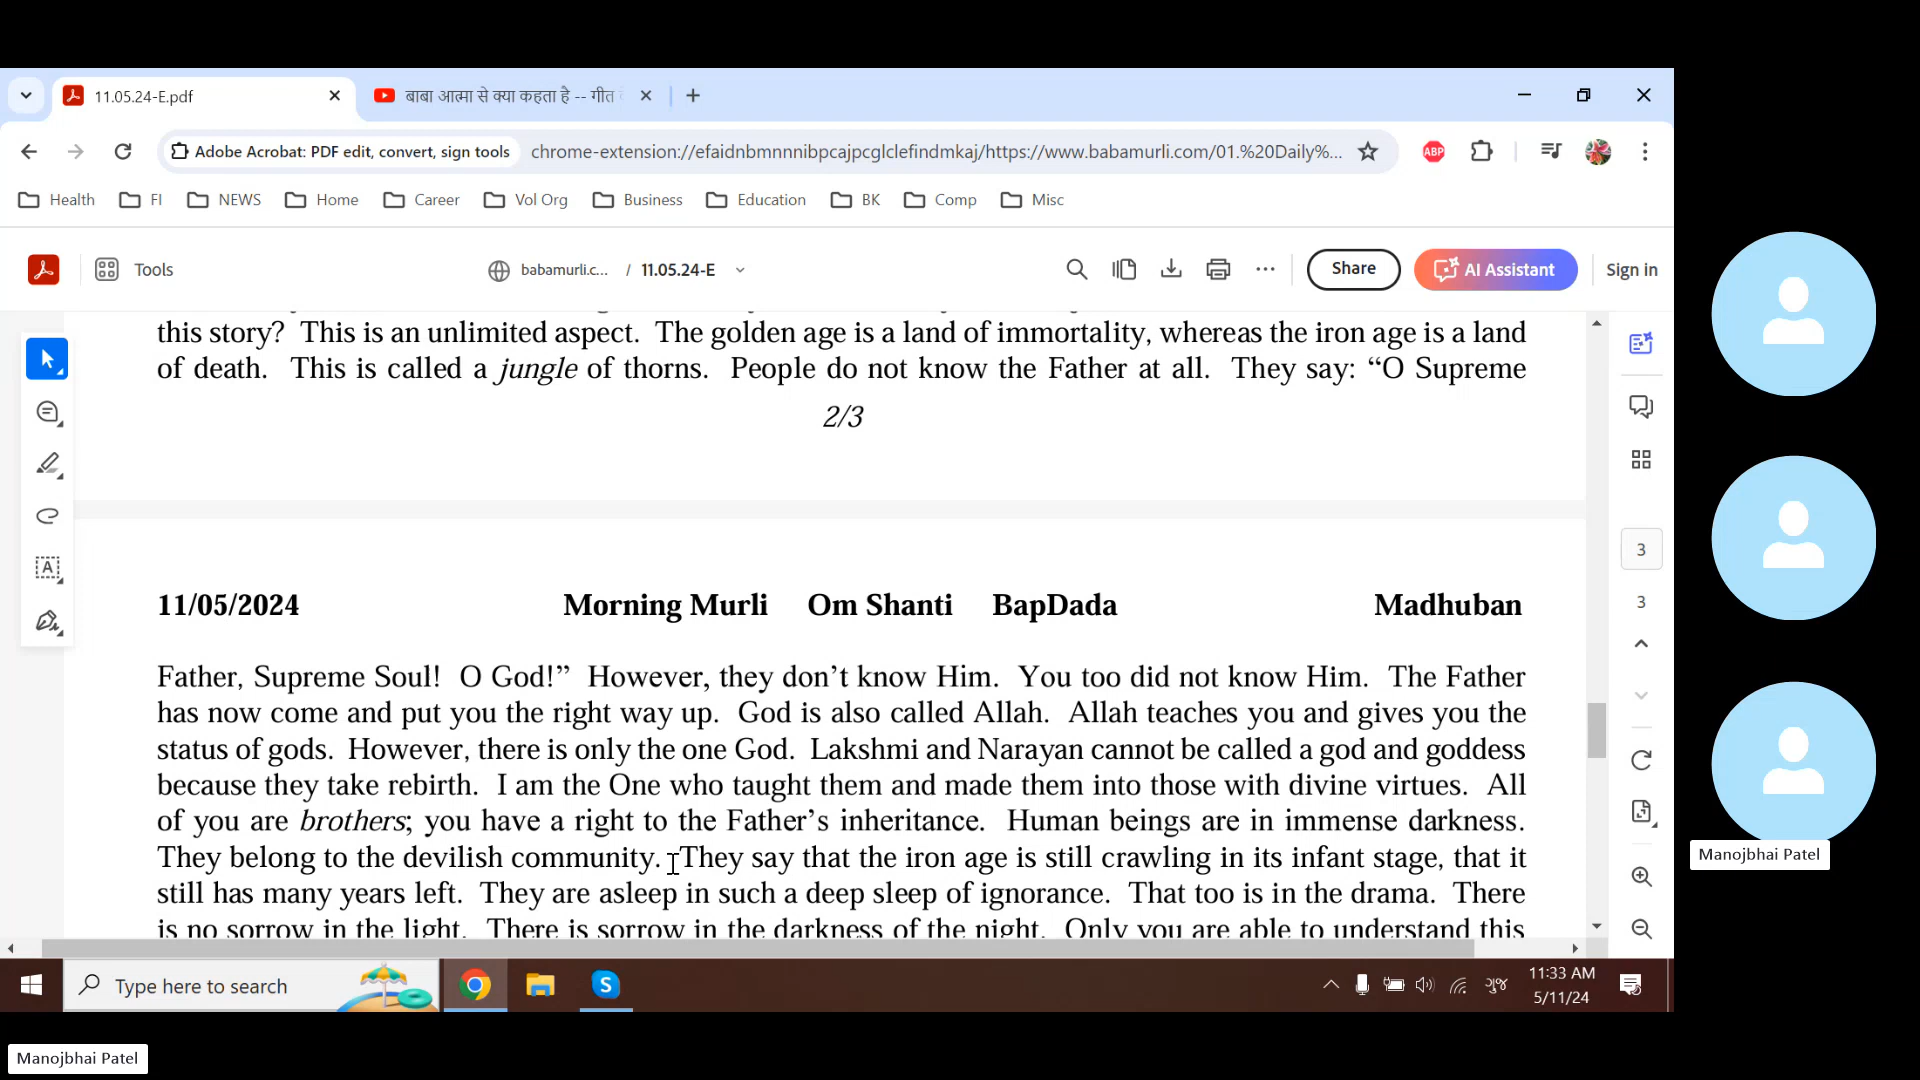 11.05.24-E.pdf
बाबा आत्मा से क्या कहता है -- गीत
Adobe Acrobat: PDF edit, convert, sign tools
chrome-extension://efaidnbmnnnibpcajpcglclefindmkaj/https://www.babamurli.com/01.%20Daily%...
ABP
Health FI NEWS Home Career Vol Org Business Education BK Comp Misc
Tools
babamurli.c... / 11.05.24-E
Share
AI Assistant
Sign in
this story? This is an unlimited aspect. The golden age is a land of immortality, whereas the iron age is a land
of death. This is called a jungle of thorns. People do not know the Father at all. They say: “O Supreme
2/3
11/05/2024 Morning Murli Om Shanti BapDada Madhuban
Father, Supreme Soul! O God!” However, they don’t know Him. You too did not know Him. The Father
has now come and put you the right way up. God is also called Allah. Allah teaches you and gives you the
status of gods. However, there is only the one God. Lakshmi and Narayan cannot be called a god and goddess
because they take rebirth. I am the One who taught them and made them into those with divine virtues. All
of you are brothers; you have a right to the Father’s inheritance. Human beings are in immense darkness.
They belong to the devilish community. They say that the iron age is still crawling in its infant stage, that it
still has many years left. They are asleep in such a deep sleep of ignorance. That too is in the drama. There
is no sorrow in the light. There is sorrow in the darkness of the night. Only you are able to understand this
3
3
Type here to search
S
ગુજ
11:33 AM
5/11/24
Manojbhai Patel
Manojbhai Patel